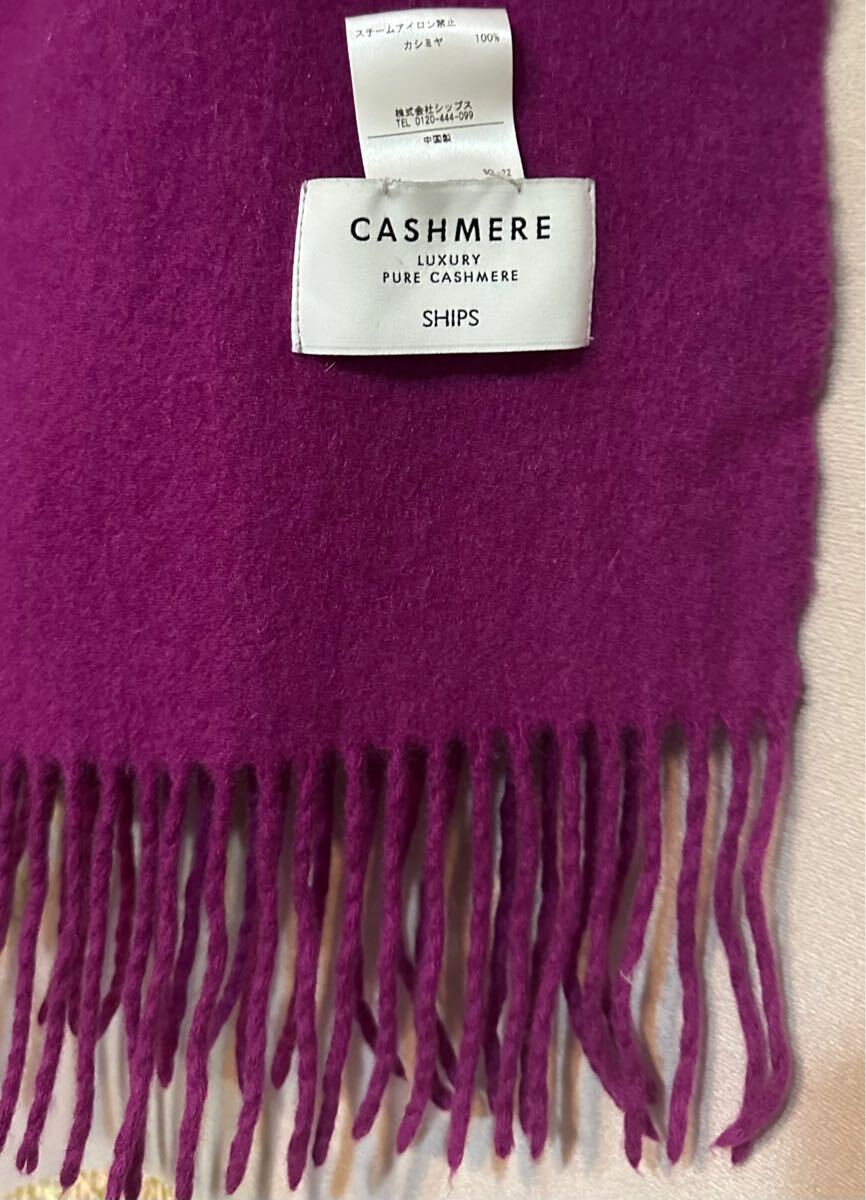 スチームアイロン禁止
カシミヤ 100%
株式会社シップス
TEL 0120-444-099
中国製
CASHMERE
LUXURY
PURE CASHMERE
SHIPS